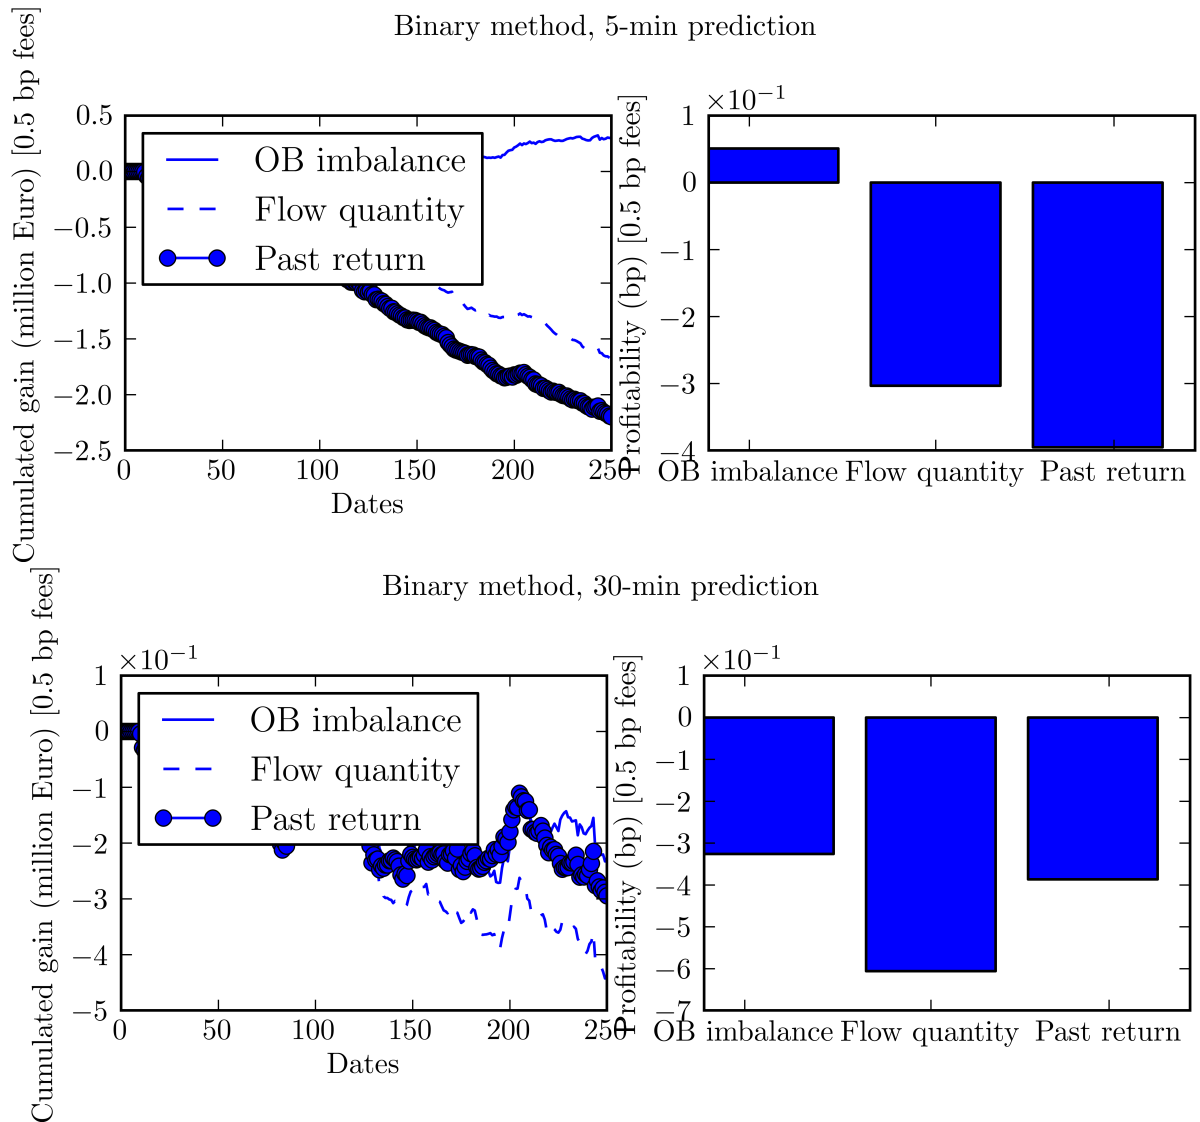 Binary method, 5-min prediction
Cumulated gain (million Euro) [0.5 bp fees]
0.5
0.0
−0.5
−1.0
−1.5
−2.0
−2.5
OB imbalance
Flow quantity
Past return
0 50 100 150 200 250
Dates
Profitability (bp) [0.5 bp fees]
×10−1
1
0
−1
−2
−3
−4
OB imbalance Flow quantity Past return
Binary method, 30-min prediction
Cumulated gain (million Euro) [0.5 bp fees]
×10−1
1
0
−1
−2
−3
−4
−5
OB imbalance
Flow quantity
Past return
0 50 100 150 200 250
Dates
Profitability (bp) [0.5 bp fees]
×10−1
1
0
−1
−2
−3
−4
−5
−6
−7
OB imbalance Flow quantity Past return